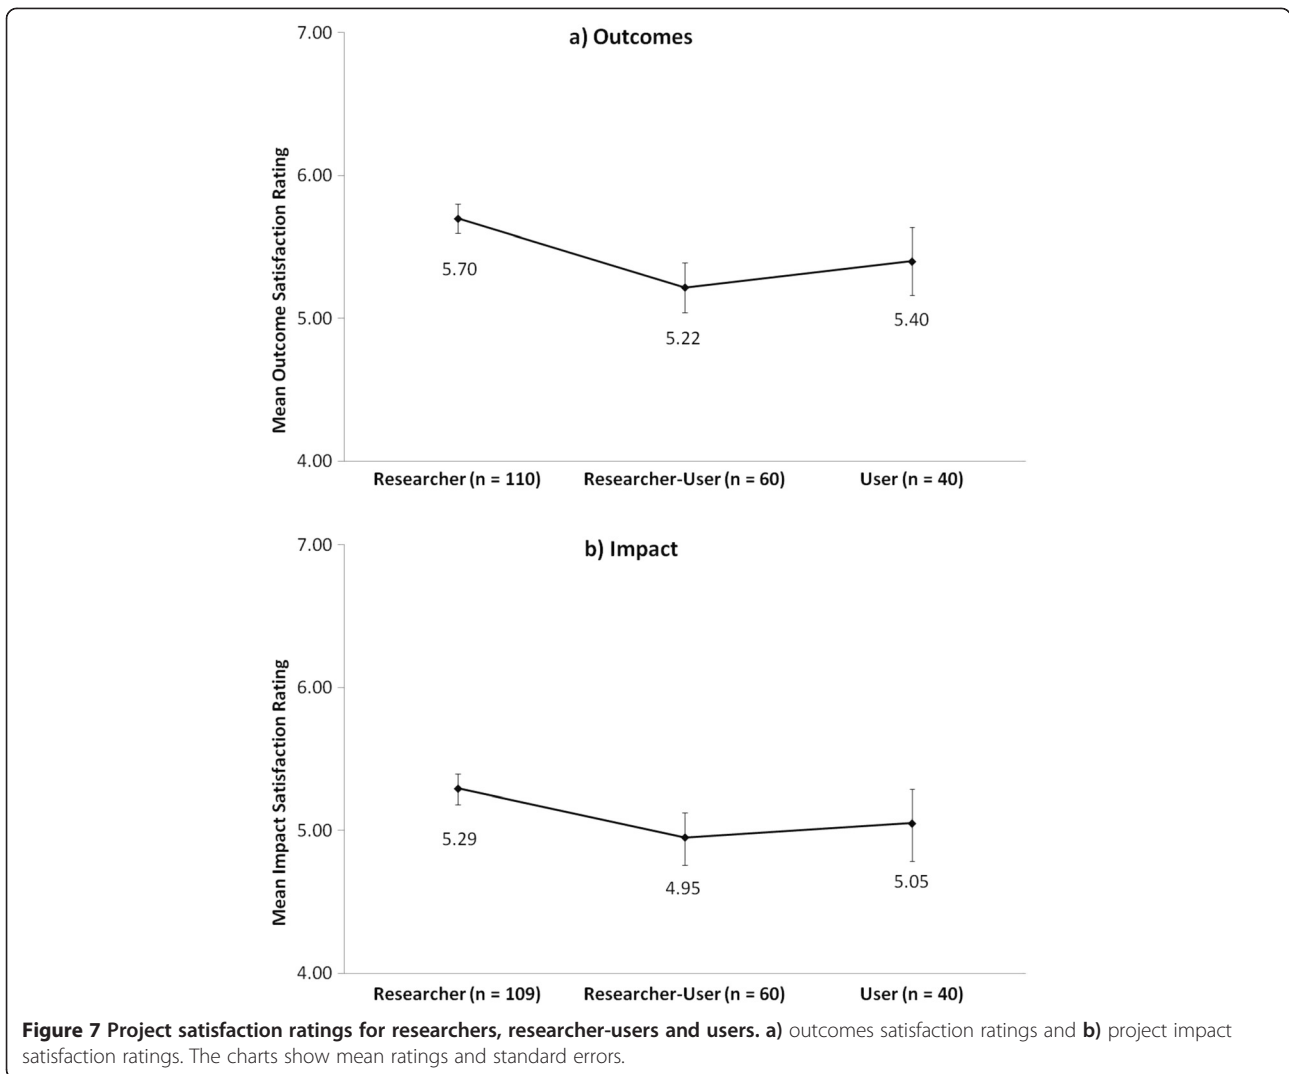 a) Outcomes
7.00
6.00
5.00
4.00
Mean Outcome Satisfaction Rating
5.70
5.22
5.40
Researcher (n = 110) Researcher-User (n = 60) User (n = 40)
b) Impact
7.00
6.00
5.00
4.00
Mean Impact Satisfaction Rating
5.29
4.95
5.05
Researcher (n = 109) Researcher-User (n = 60) User (n = 40)
Figure 7 Project satisfaction ratings for researchers, researcher-users and users. a) outcomes satisfaction ratings and b) project impact
satisfaction ratings. The charts show mean ratings and standard errors.